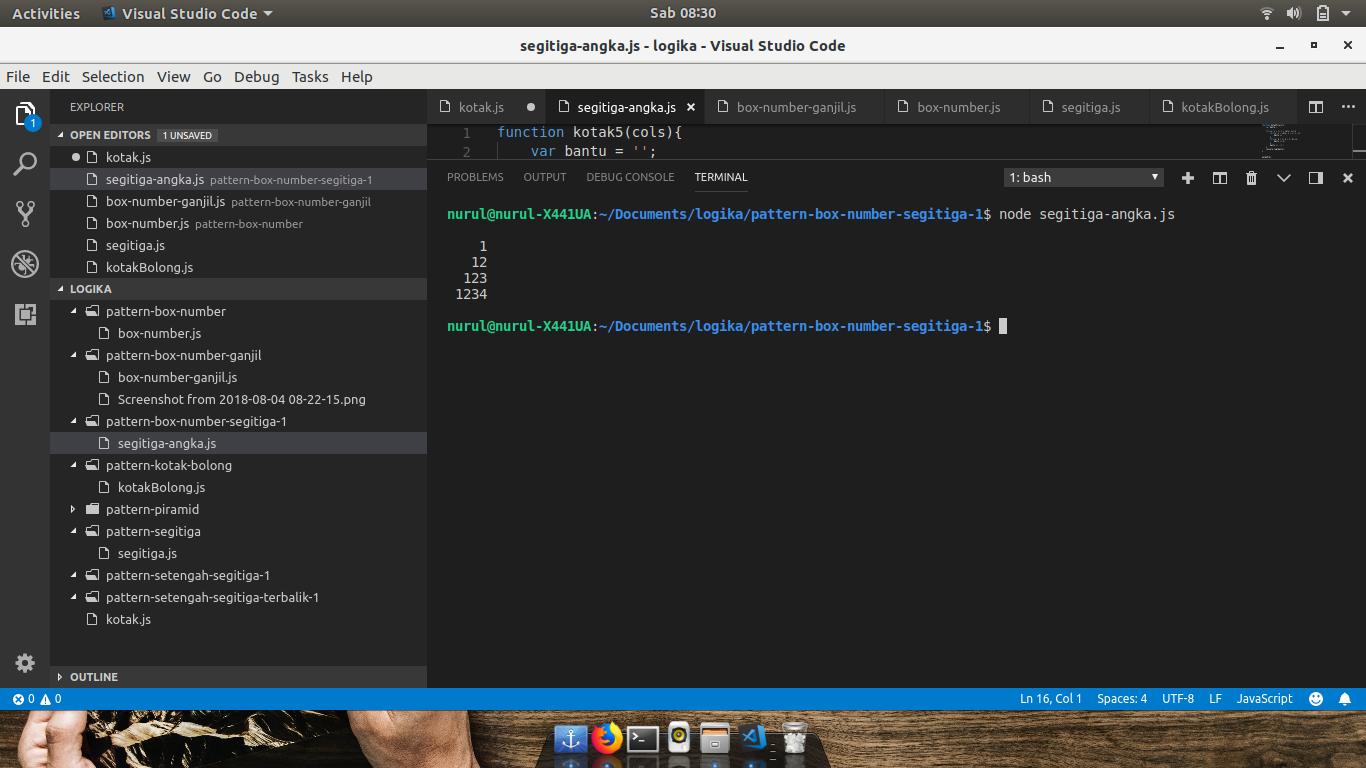 Activities Visual Studio Code Sab 08:30
segitiga-angka.js - logika - Visual Studio Code
File Edit Selection View Go Debug Tasks Help
EXPLORER
1
OPEN EDITORS 1 UNSAVED
kotak.js
segitiga-angka.js pattern-box-number-segitiga-1
box-number-ganjil.js pattern-box-number-ganjil
box-number.js pattern-box-number
segitiga.js
kotakBolong.js
LOGIKA
pattern-box-number
box-number.js
pattern-box-number-ganjil
box-number-ganjil.js
Screenshot from 2018-08-04 08-22-15.png
pattern-box-number-segitiga-1
segitiga-angka.js
pattern-kotak-bolong
kotakBolong.js
pattern-piramid
pattern-segitiga
segitiga.js
pattern-setengah-segitiga-1
pattern-setengah-segitiga-terbalik-1
kotak.js
OUTLINE
kotak.js segitiga-angka.js box-number-ganjil.js box-number.js segitiga.js kotakBolong.js
1 function kotak5(cols){
2 var bantu = '';
PROBLEMS OUTPUT DEBUG CONSOLE TERMINAL 1: bash
nurul@nurul-X441UA:~/Documents/logika/pattern-box-number-segitiga-1$ node segitiga-angka.js
1
12
123
1234
nurul@nurul-X441UA:~/Documents/logika/pattern-box-number-segitiga-1$
0 0 Ln 16, Col 1 Spaces: 4 UTF-8 LF JavaScript